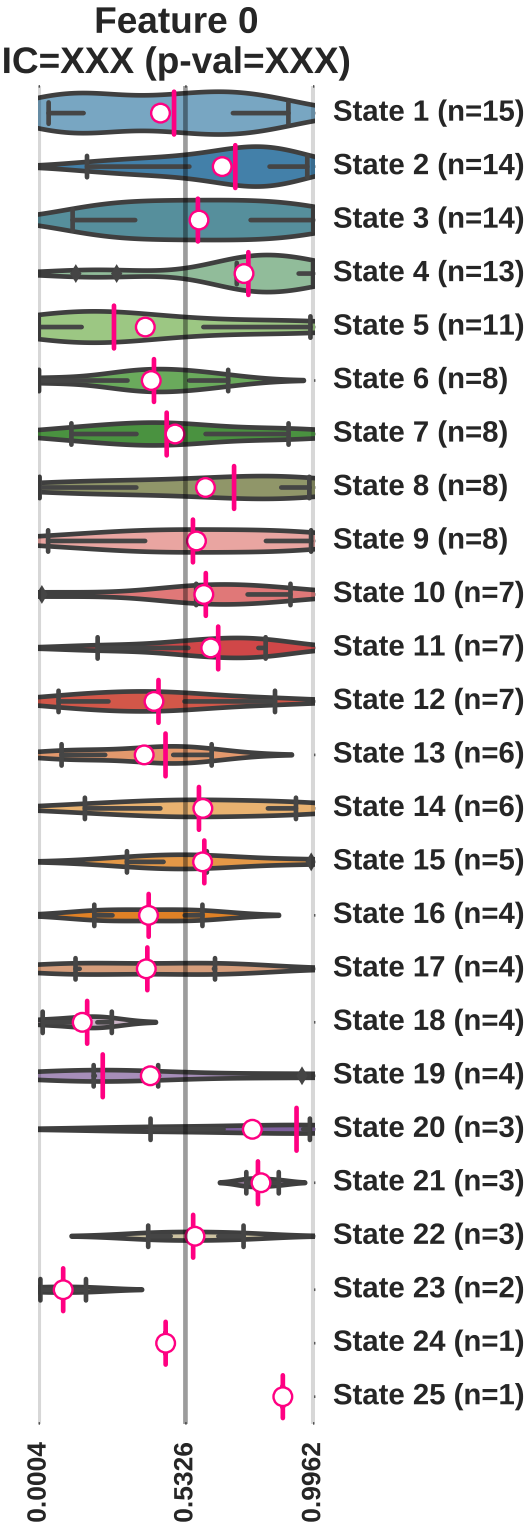 Feature 0
IC=XXX (p-val=XXX)
State 1 (n=15)
State 2 (n=14)
State 3 (n=14)
State 4 (n=13)
State 5 (n=11)
State 6 (n=8)
State 7 (n=8)
State 8 (n=8)
State 9 (n=8)
State 10 (n=7)
State 11 (n=7)
State 12 (n=7)
State 13 (n=6)
State 14 (n=6)
State 15 (n=5)
State 16 (n=4)
State 17 (n=4)
State 18 (n=4)
State 19 (n=4)
State 20 (n=3)
State 21 (n=3)
State 22 (n=3)
State 23 (n=2)
State 24 (n=1)
State 25 (n=1)
0.0004
0.5326
0.9962